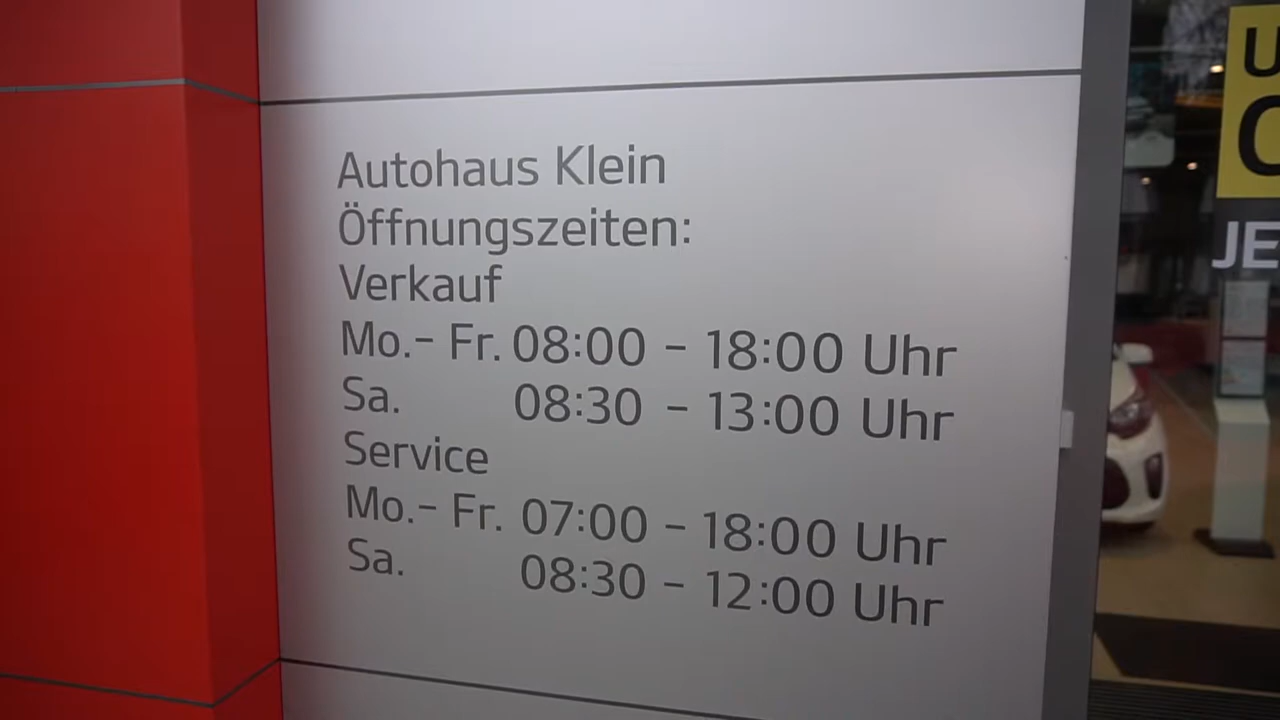 Autohaus Klein
Öffnungszeiten:
Verkauf
Mo.- Fr. 08:00 - 18:00 Uhr
Sa. 08:30 - 13:00 Uhr
Service
Mo.- Fr. 07:00 - 18:00 Uhr
Sa. 08:30 - 12:00 Uhr
JE